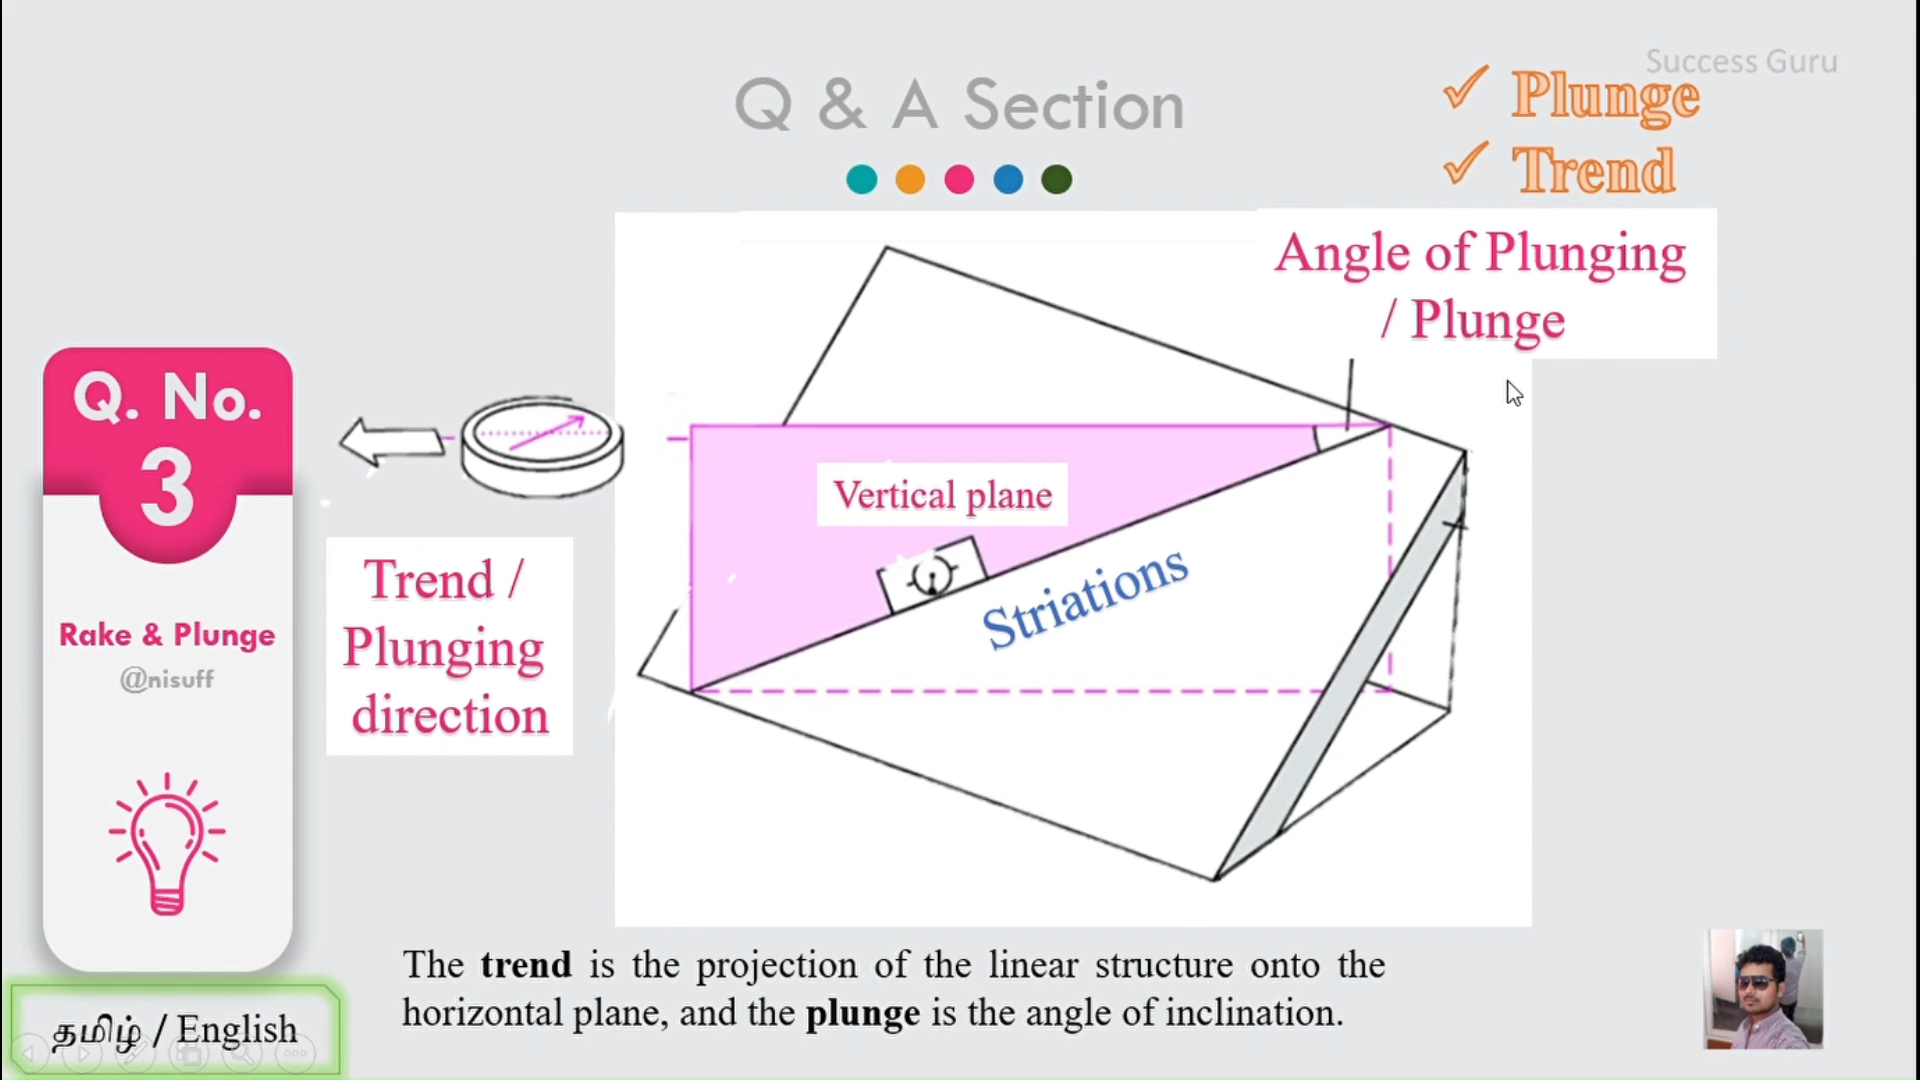 Success Guru
Q & A Section
✓ Plunge
✓ Trend
Angle of Plunging
/ Plunge
Q. No.
3
Vertical plane
Striations
Trend /
Plunging
direction
Rake & Plunge
@nisuff
The trend is the projection of the linear structure onto the
horizontal plane, and the plunge is the angle of inclination.
தமிழ் / English